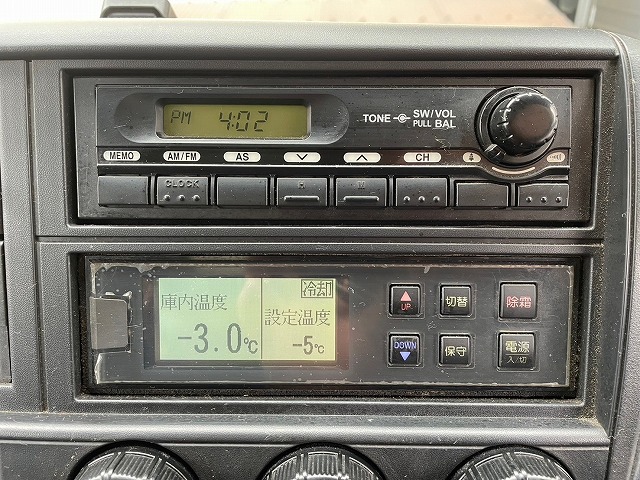 PM 4:02
TONE SW/VOL
PULL BAL
MEMO AM/FM AS CH
CLOCK H M
庫内温度
-3.0℃
冷却
設定温度
-5℃
UP 切替 除霜
DOWN 保守 電源
入/切